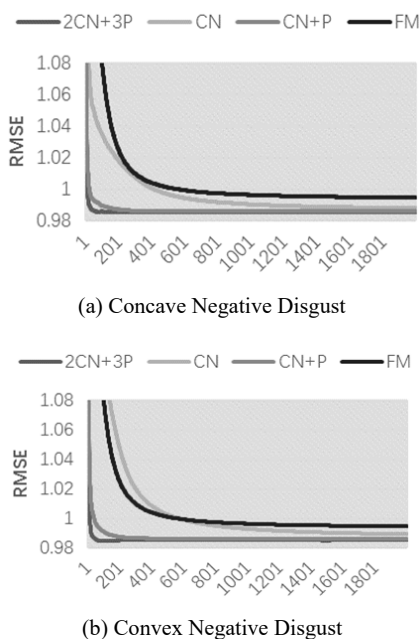 2CN+3P CN CN+P FM
1.08
1.06
1.04
1.02
1
0.98
RMSE
1 201 401 601 801 1001 1201 1401 1601 1801
(a) Concave Negative Disgust
2CN+3P CN CN+P FM
1.08
1.06
1.04
1.02
1
0.98
RMSE
1 201 401 601 801 1001 1201 1401 1601 1801
(b) Convex Negative Disgust